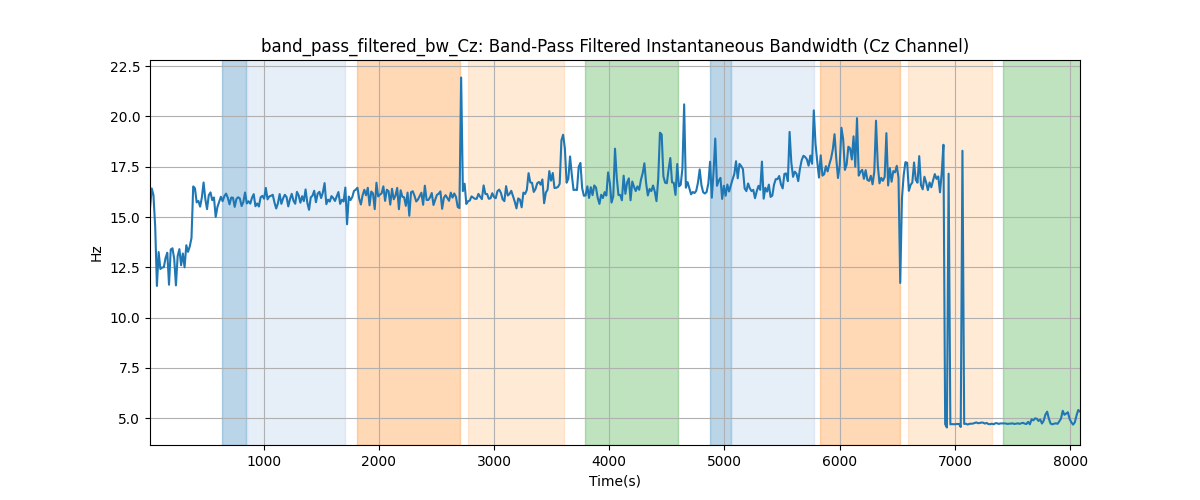 band_pass_filtered_bw_Cz: Band-Pass Filtered Instantaneous Bandwidth (Cz Channel)
22.5
20.0
17.5
15.0
12.5
10.0
7.5
5.0
Hz
1000 2000 3000 4000 5000 6000 7000 8000
Time(s)